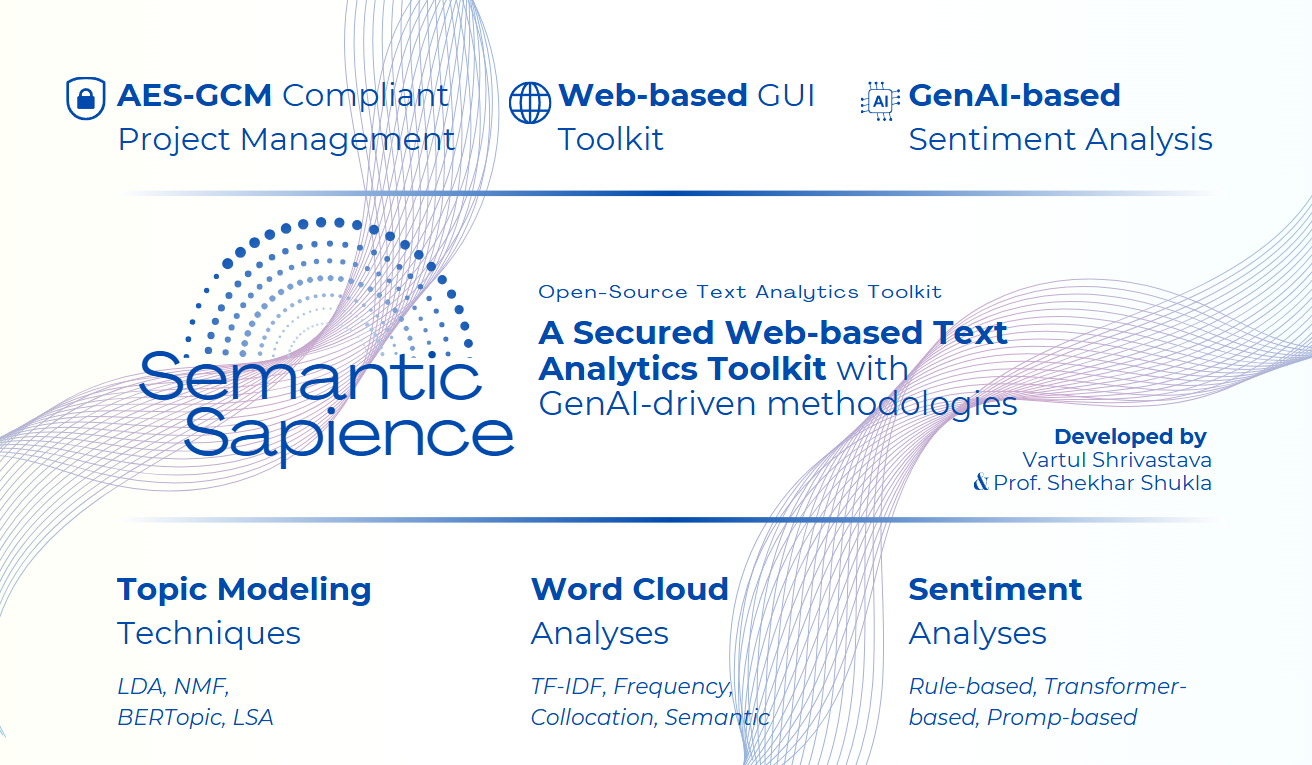 AES-GCM Compliant
Project Management
Web-based GUI
Toolkit
AI
GenAI-based
Sentiment Analysis
Semantic
Sapience
Open-Source Text Analytics Toolkit
A Secured Web-based Text
Analytics Toolkit with
GenAI-driven methodologies
Developed by
Vartul Shrivastava
& Prof. Shekhar Shukla
Topic Modeling
Techniques
LDA, NMF,
BERTopic, LSA
Word Cloud
Analyses
TF-IDF, Frequency,
Collocation, Semantic
Sentiment
Analyses
Rule-based, Transformer-
based, Promp-based